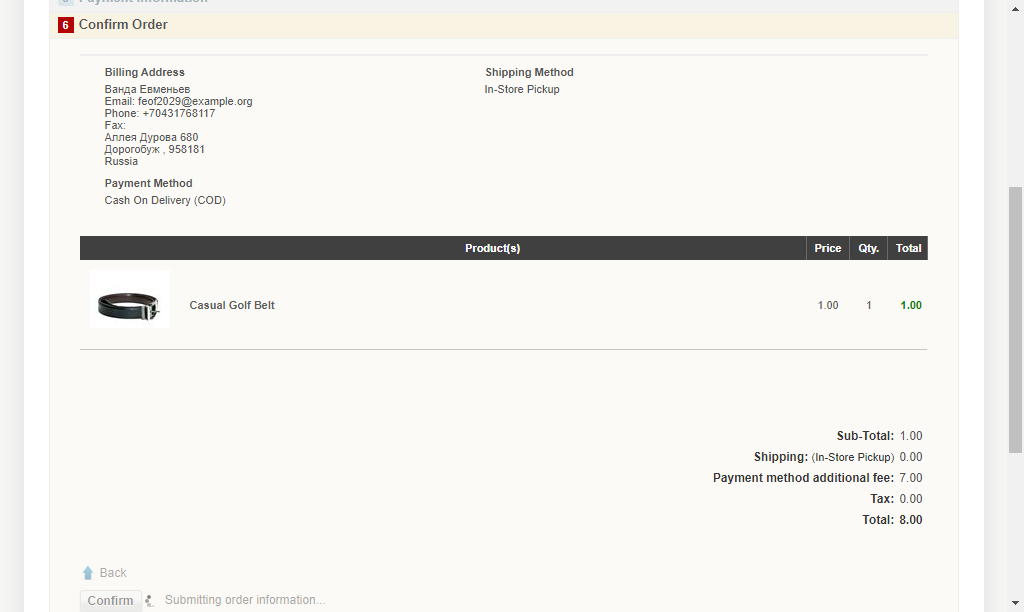 5 Payment Information
6 Confirm Order
Billing Address
Ванда Евменьев
Email: feof2029@example.org
Phone: +70431768117
Fax:
Аллея Дурова 680
Дорогобуж , 958181
Russia
Payment Method
Cash On Delivery (COD)
Shipping Method
In-Store Pickup
Product(s) Price Qty. Total
Casual Golf Belt 1.00 1 1.00
Sub-Total: 1.00
Shipping: (In-Store Pickup) 0.00
Payment method additional fee: 7.00
Tax: 0.00
Total: 8.00
Back
Confirm Submitting order information...